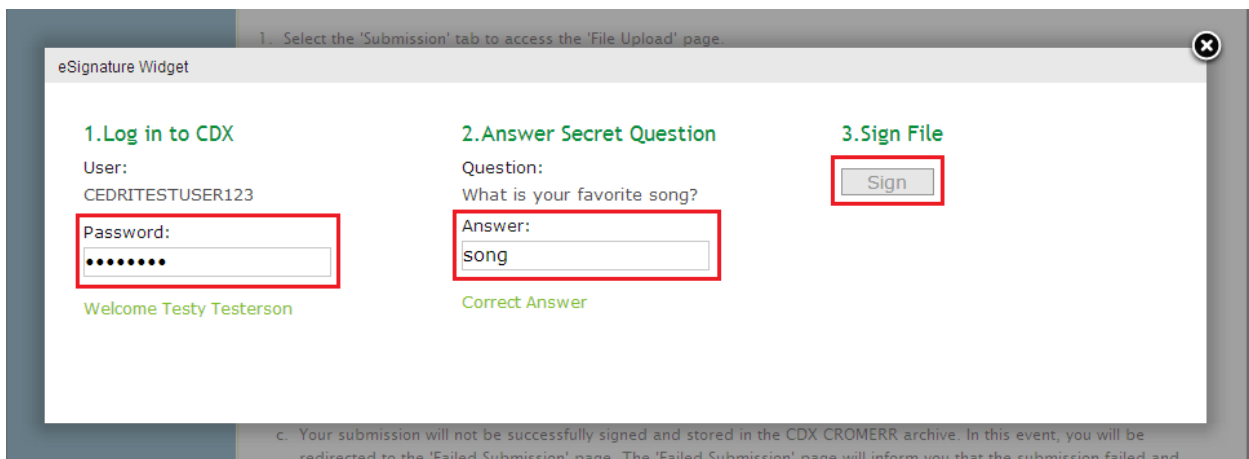 1. Select the 'Submission' tab to access the 'File Upload' page.
eSignature Widget
1.Log in to CDX
User:
CEDRITESTUSER123
Password:
••••••••
Welcome Testy Testerson
2.Answer Secret Question
Question:
What is your favorite song?
Answer:
song
Correct Answer
3.Sign File
Sign
c. Your submission will not be successfully signed and stored in the CDX CROMERR archive. In this event, you will be
redirected to the 'Failed Submission' page. The 'Failed Submission' page will inform you that the submission failed and